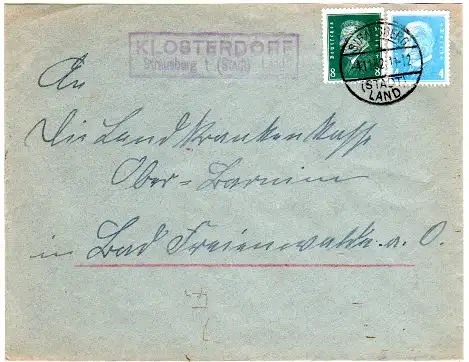 KLOSTERDORF
Strausberg 1 (Stadt) Land
Deutsches Reich
8 8
4
STRAUSBERG
(STADT)
LAND
An
Die Landkrankenkasse
Ober=Barnim
in Bad Freienwalde a. O.